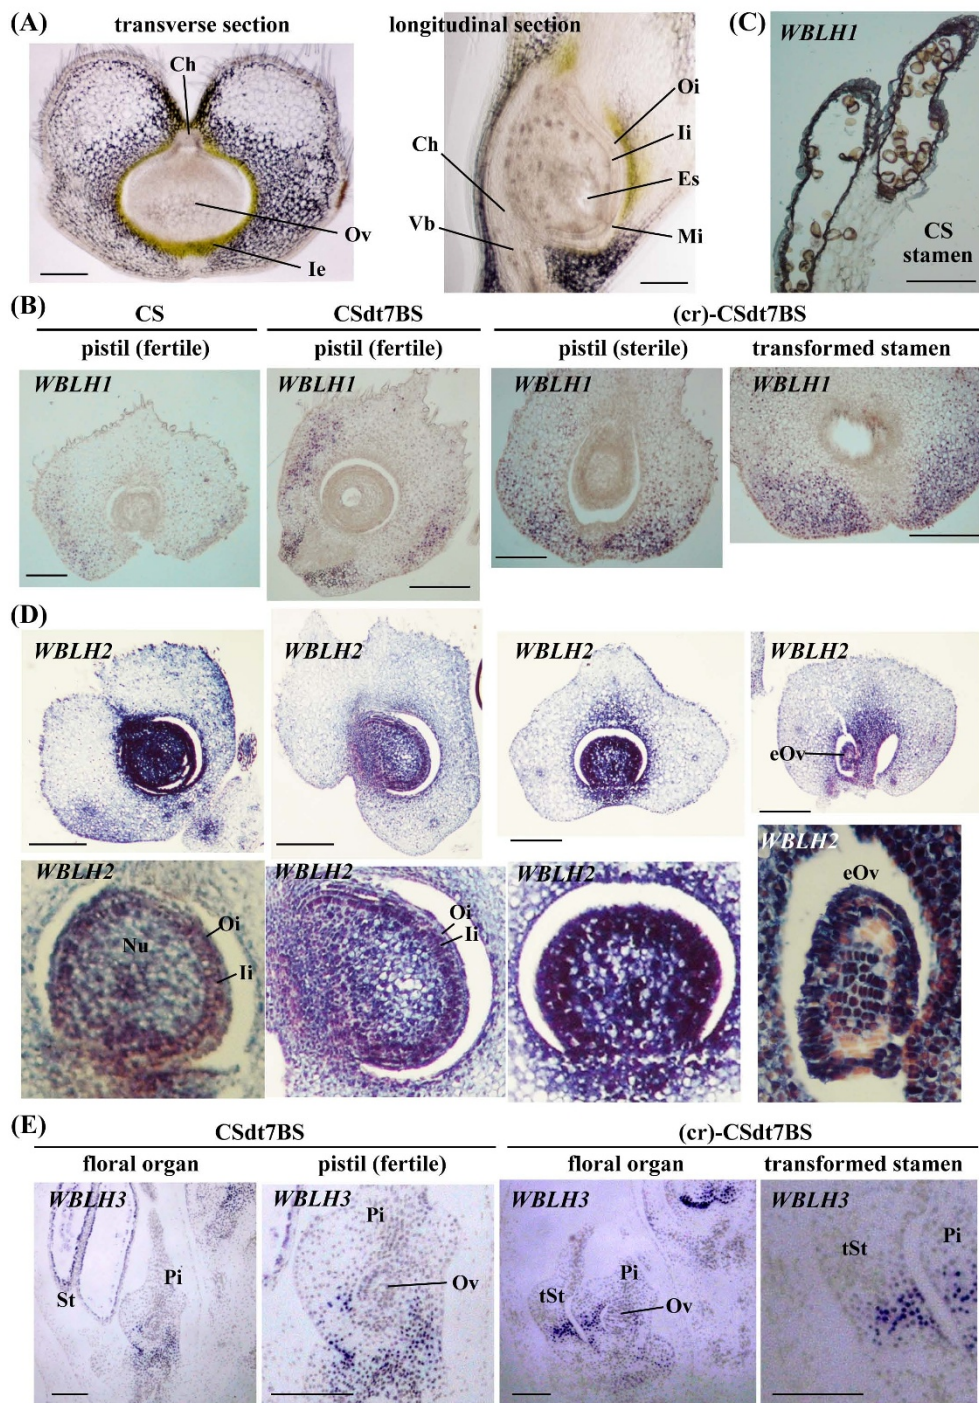 (A)
transverse section
longitudinal section
Ch
Ov
Ie
Ch
Vb
Oi
Ii
Es
Mi
(C)
WBLH1
CS
stamen
(B)
CS
CSdt7BS
(cr)-CSdt7BS
pistil (fertile)
pistil (fertile)
pistil (sterile)
transformed stamen
WBLH1
WBLH1
WBLH1
WBLH1
(D)
WBLH2
WBLH2
WBLH2
WBLH2
eOv
WBLH2
Nu
Oi
Ii
WBLH2
Oi
Ii
WBLH2
WBLH2
eOv
(E)
CSdt7BS
(cr)-CSdt7BS
floral organ
pistil (fertile)
floral organ
transformed stamen
WBLH3
St
Pi
WBLH3
Pi
Ov
WBLH3
tSt
Pi
Ov
WBLH3
tSt
Pi